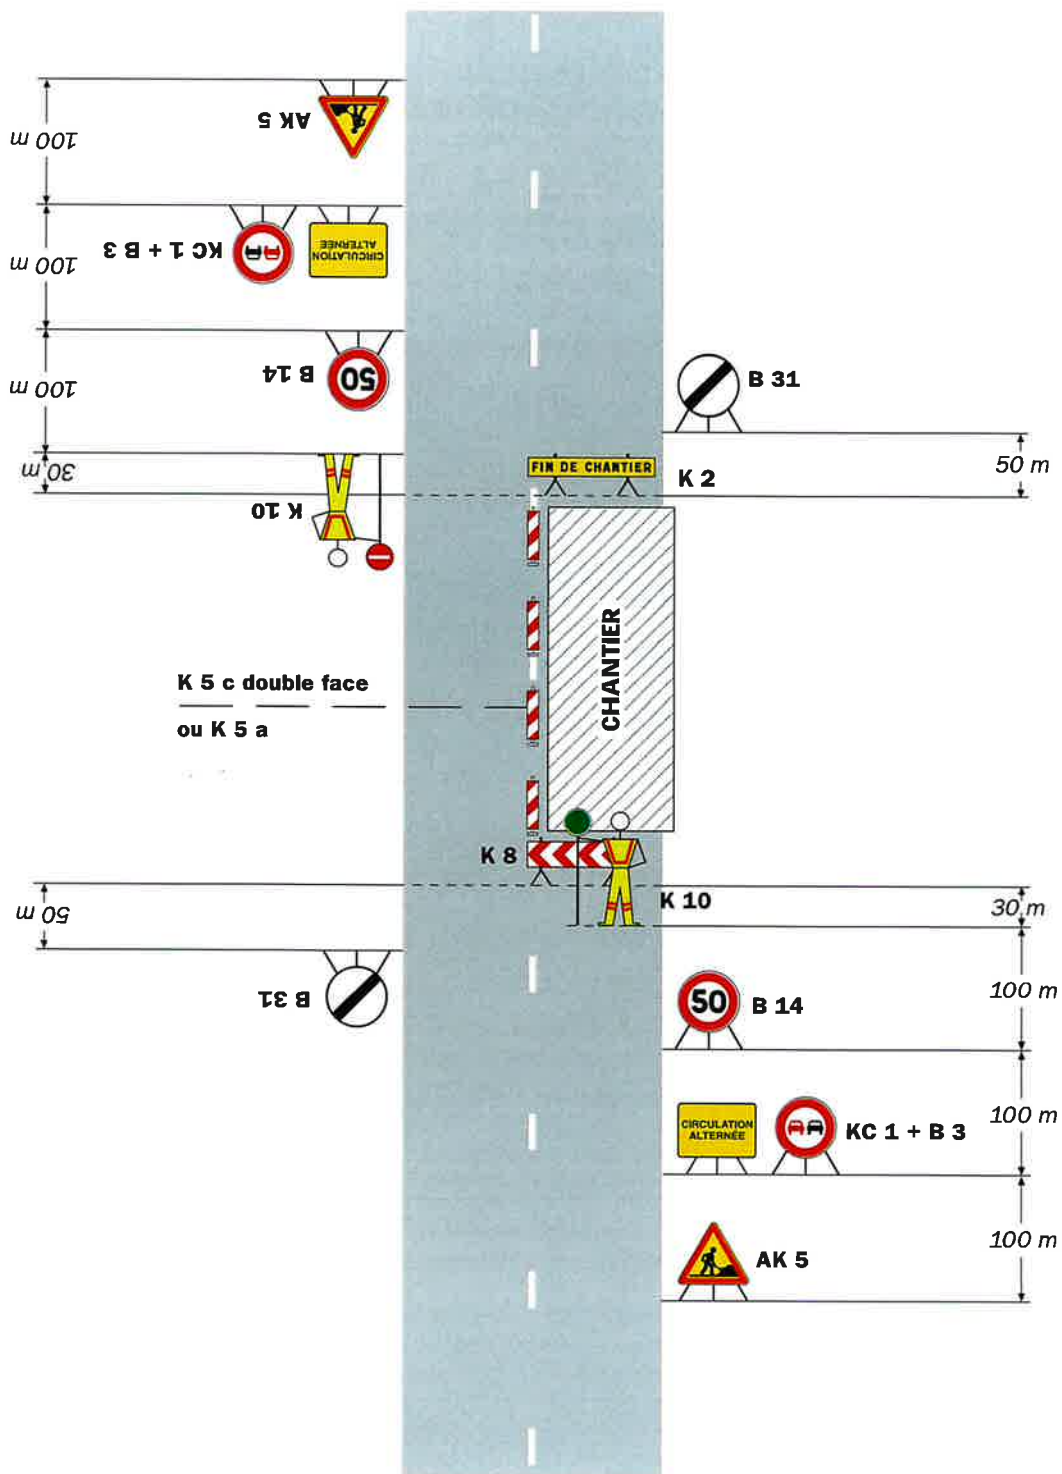 100 m
AK 5
100 m
KC 1 + B 3
CIRCULATION
ALTERNÉE
100 m
B 14
50
B 31
30 m
K 10
FIN DE CHANTIER
K 2
50 m
CHANTIER
K 5 c double face
ou K 5 a
K 8
K 10
30 m
50 m
B 31
50
B 14
100 m
CIRCULATION
ALTERNÉE
KC 1 + B 3
100 m
AK 5
100 m